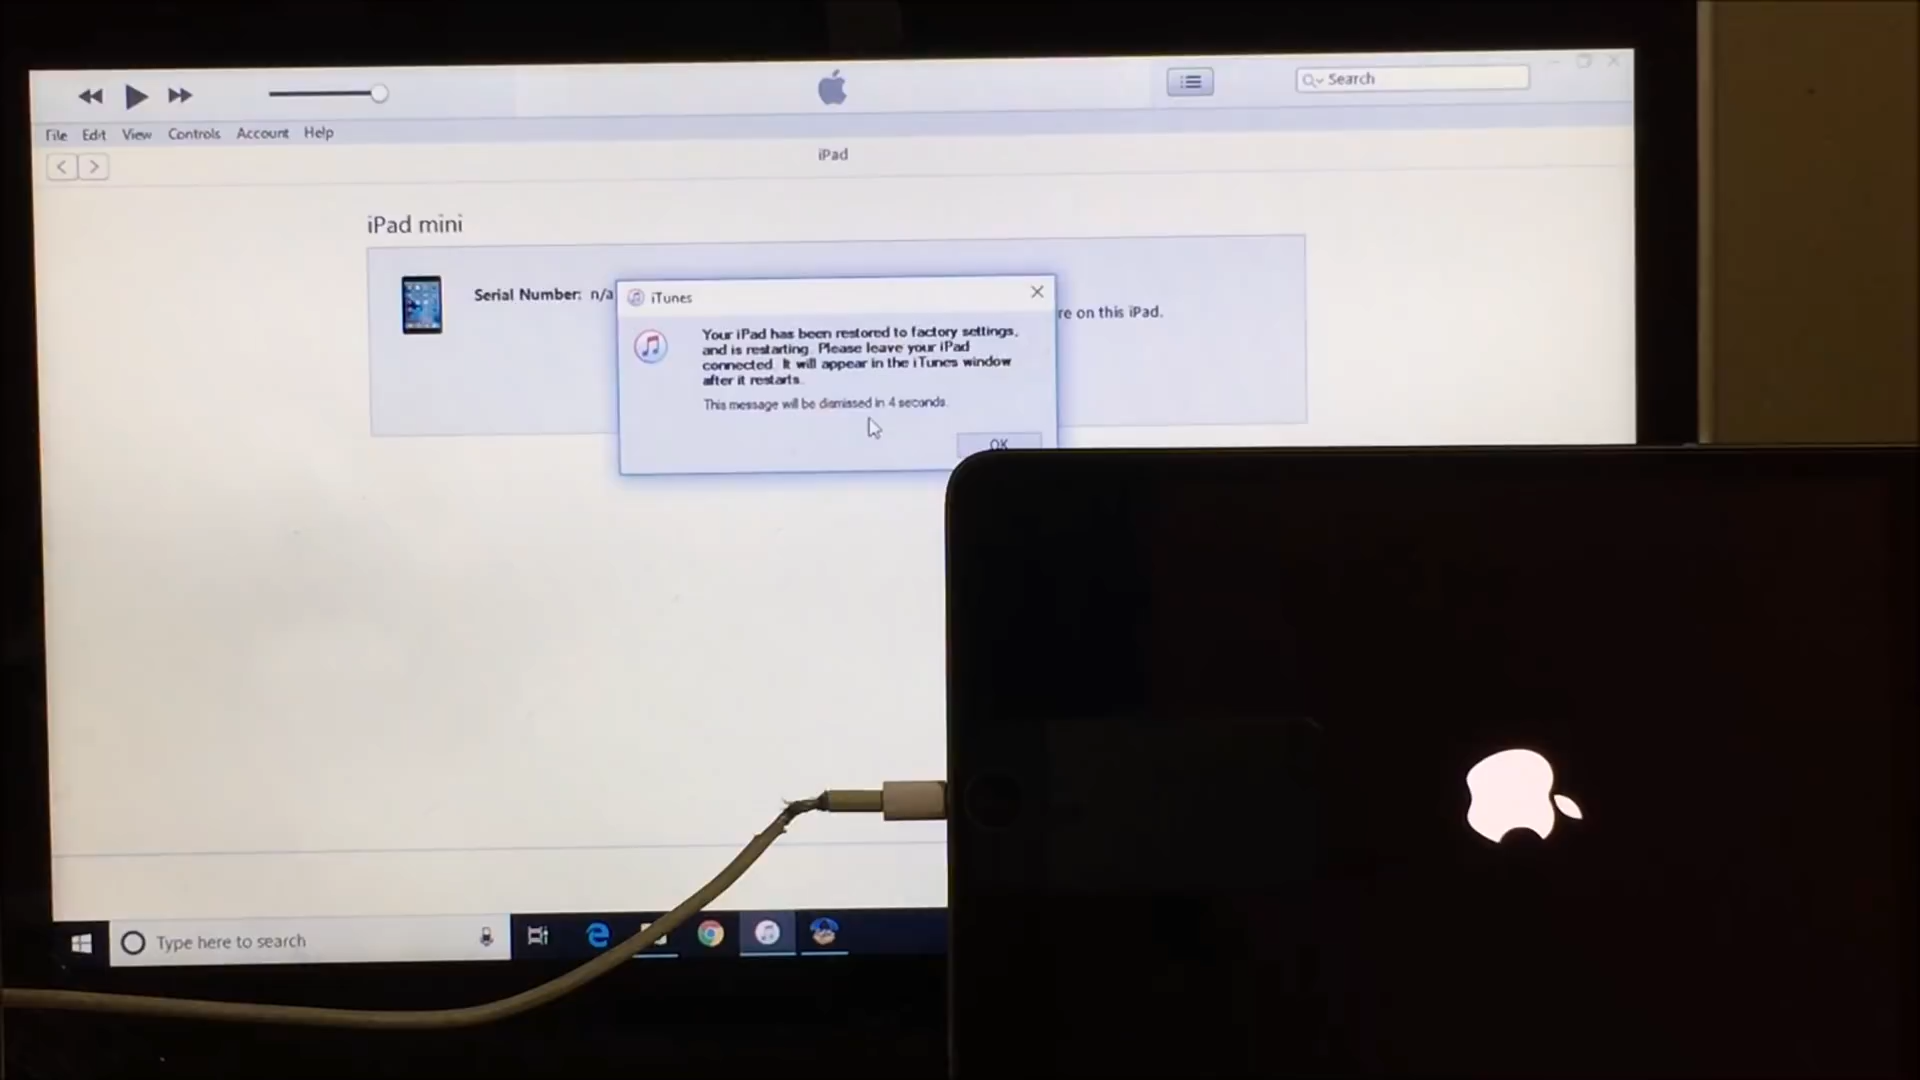 Search
File Edit View Controls Account Help
iPad
iPad mini
Serial Number: n/a
re on this iPad.
iTunes
Your iPad has been restored to factory settings,
and is restarting. Please leave your iPad
connected. It will appear in the iTunes window
after it restarts.
This message will be dismissed in 4 seconds.
OK
Type here to search